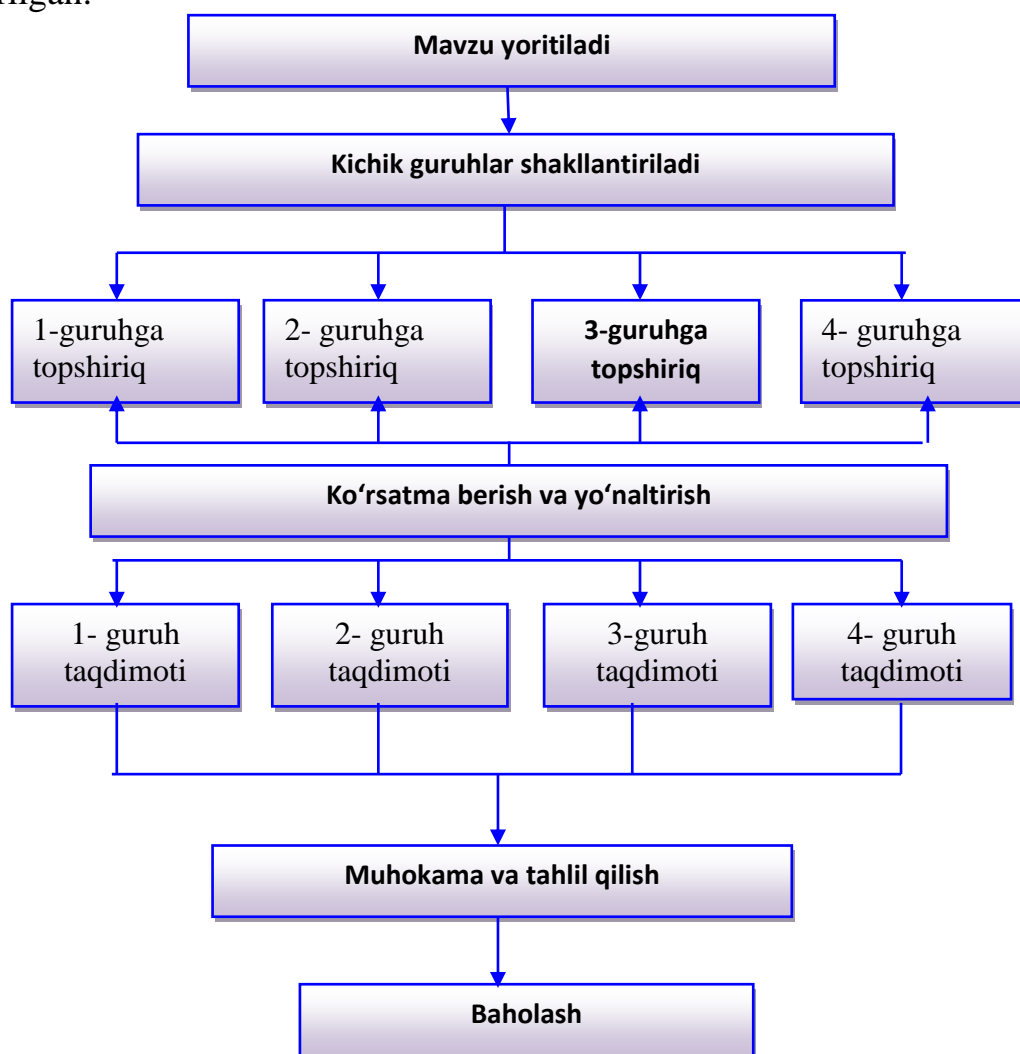 Mavzu yoritiladi
Kichik guruhlar shakllantiriladi
1-guruhga
topshiriq
2- guruhga
topshiriq
3-guruhga
topshiriq
4- guruhga
topshiriq
Ko‘rsatma berish va yo‘naltirish
1- guruh
taqdimoti
2- guruh
taqdimoti
3-guruh
taqdimoti
4- guruh
taqdimoti
Muhokama va tahlil qilish
Baholash